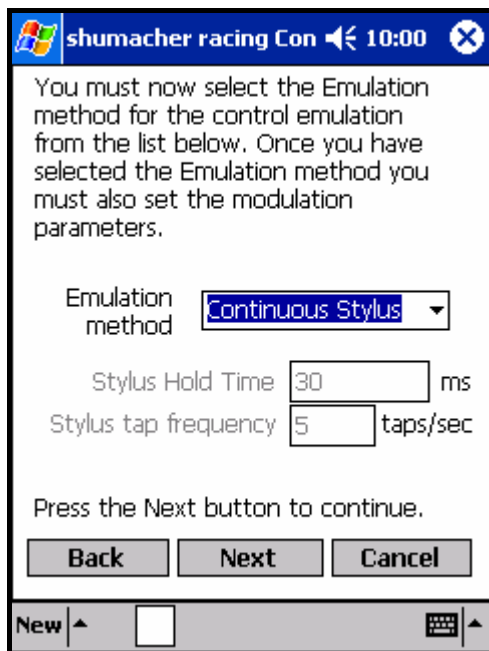 shumacher racing Con 10:00
You must now select the Emulation
method for the control emulation
from the list below. Once you have
selected the Emulation method you
must also set the modulation
parameters.
Emulation
method
Continuous Stylus
Stylus Hold Time 30 ms
Stylus tap frequency 5 taps/sec
Press the Next button to continue.
Back Next Cancel
New